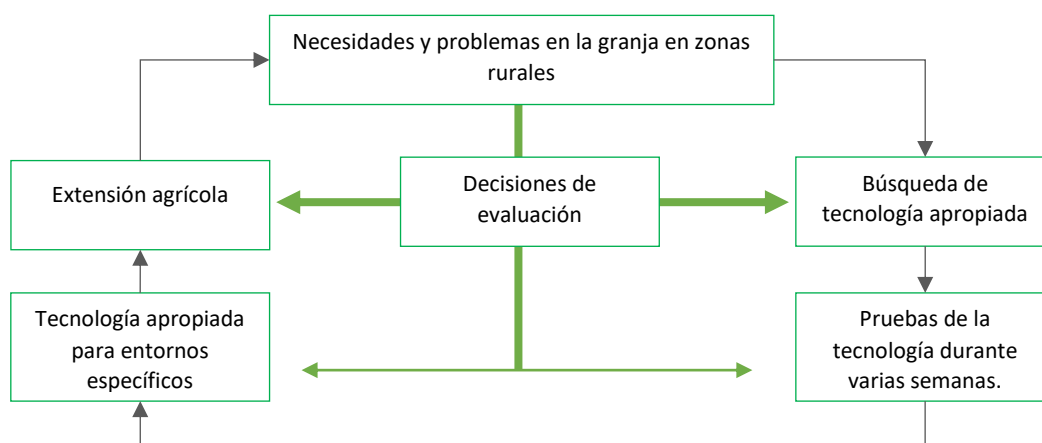 Necesidades y problemas en la granja en zonas
rurales
Extensión agrícola
Decisiones de
evaluación
Búsqueda de
tecnología apropiada
Tecnología apropiada
para entornos
específicos
Pruebas de la
tecnología durante
varias semanas.